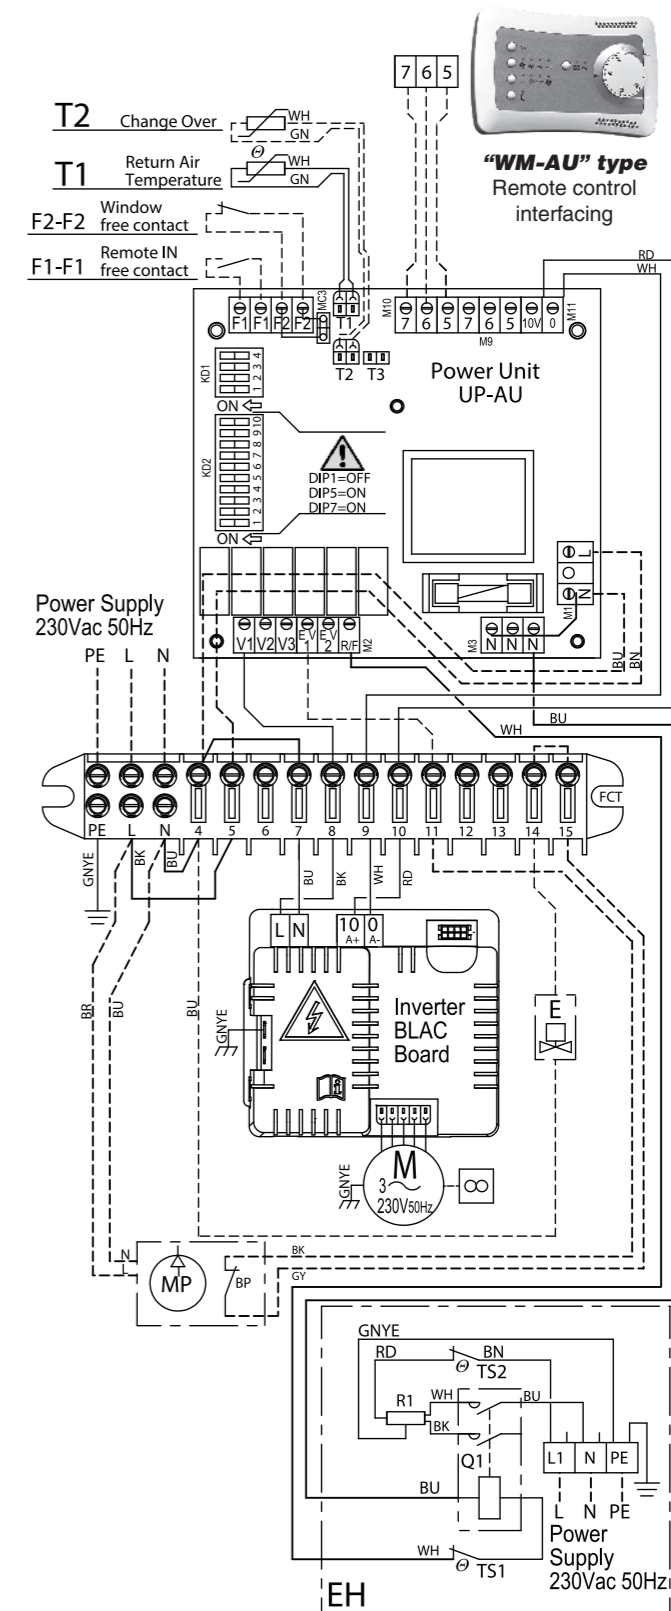 7 6 5
"WM-AU" type
Remote control
interfacing
T2 Change Over
WH
GN
T1 Return Air
Temperature
WH
GN
Θ
F2-F2 Window
free contact
F1-F1 Remote IN
free contact
RD
WH
F1 F1 F2 F2
MC3
T1
M10
7 6 5 7 6 5 10V 0
M11
M9
T2 T3
KD1
1 2 3 4
ON
Power Unit
UP-AU
KD2
1 2 3 4 5 6 7 8 9 10
DIP1=OFF
DIP5=ON
DIP7=ON
ON
L
N
M1
Power Supply
230Vac 50Hz
PE L N
V1 V2 V3 EV1 EV2 R/F M2
M3
N N N
BU
BN
BU
WH
FCT
PE L N 4 5 6 7 8 9 10 11 12 13 14 15
GNYE
BK
BU
BU
BK
WH
RD
L N
10 0
A+ A-
BR
BU
BU
GNYE
Inverter
BLAC
Board
i
E
M
3
230V50Hz
GNYE
8
N
L
MP
BP
BK
GY
GNYE
RD
BN
Θ TS2
R1
WH
BU
BK
Q1
L1 N PE
BU
L N PE
Power
Supply
230Vac 50Hz
WH
Θ TS1
EH